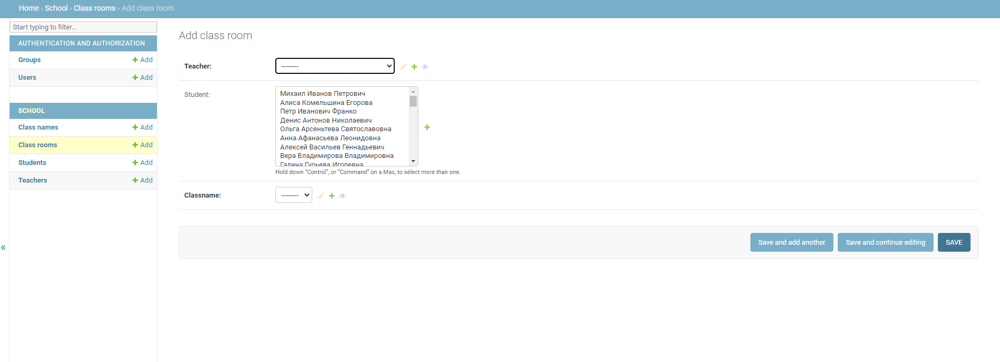 Home › School › Class rooms › Add class room
Start typing to filter...
AUTHENTICATION AND AUTHORIZATION
Groups + Add
Users + Add
SCHOOL
Class names + Add
Class rooms + Add
Students + Add
Teachers + Add
«
Add class room
Teacher: ---------
Student:
Михаил Иванов Петрович
Алиса Комельшина Егорова
Петр Иванович Франко
Денис Антонов Николаевич
Ольга Арсеньтева Святославовна
Анна Афанасьева Леонидовна
Алексей Васильев Геннадьевич
Вера Владимирова Владимировна
Галина Гурьева Игоревна
Hold down “Control”, or “Command” on a Mac, to select more than one.
Classname: ---------
Save and add another
Save and continue editing
SAVE